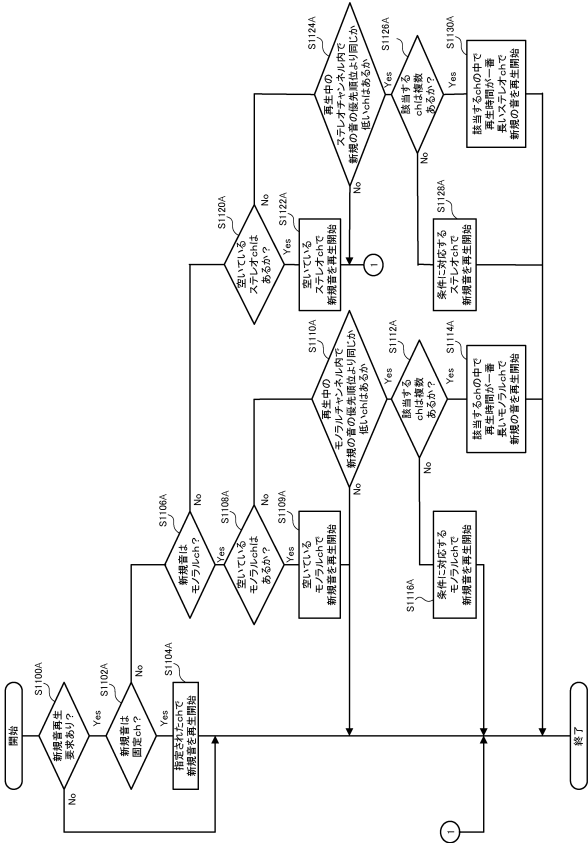 開始
S1100A
新規音再生
要求あり？
Yes
No
S1102A
新規音は
固定ch？
Yes
No
S1104A
指定されたchで
新規音を再生開始
S1106A
新規音は
モノラルch？
Yes
No
S1108A
空いている
モノラルchは
あるか？
Yes
No
S1109A
空いている
モノラルchで
新規音を再生開始
S1110A
再生中の
モノラルチャンネル内で
新規の音の優先順位より同じか
低いchはあるか
Yes
No
S1112A
該当する
chは複数
あるか？
Yes
No
S1114A
該当するchの中で
再生時間が一番
長いモノラルchで
新規の音を再生開始
S1116A
条件に対応する
モノラルchで
新規音を再生開始
S1120A
空いている
ステレオchは
あるか？
Yes
No
S1122A
空いている
ステレオchで
新規音を再生開始
1
S1124A
再生中の
ステレオチャンネル内で
新規の音の優先順位より同じか
低いchはあるか
Yes
No
S1126A
該当する
chは複数
あるか？
Yes
No
S1128A
条件に対応する
ステレオchで
新規音を再生開始
S1130A
該当するchの中で
再生時間が一番
長いステレオchで
新規の音を再生開始
1
終了